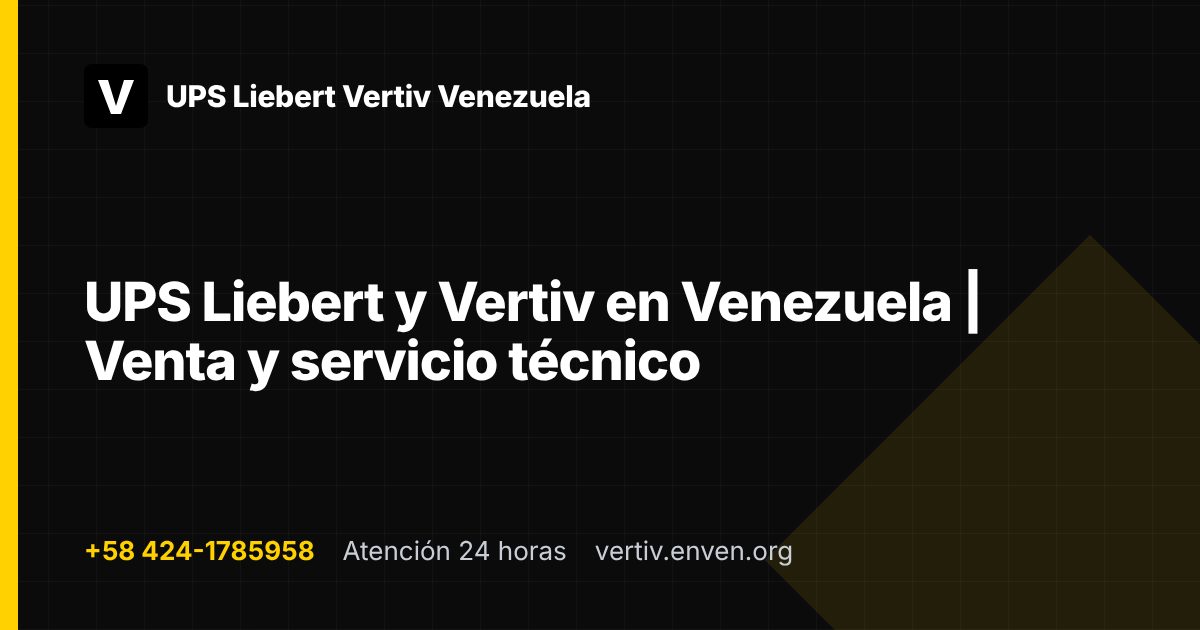 V
UPS Liebert Vertiv Venezuela
UPS Liebert y Vertiv en Venezuela |
Venta y servicio técnico
+58 424-1785958 Atención 24 horas vertiv.enven.org